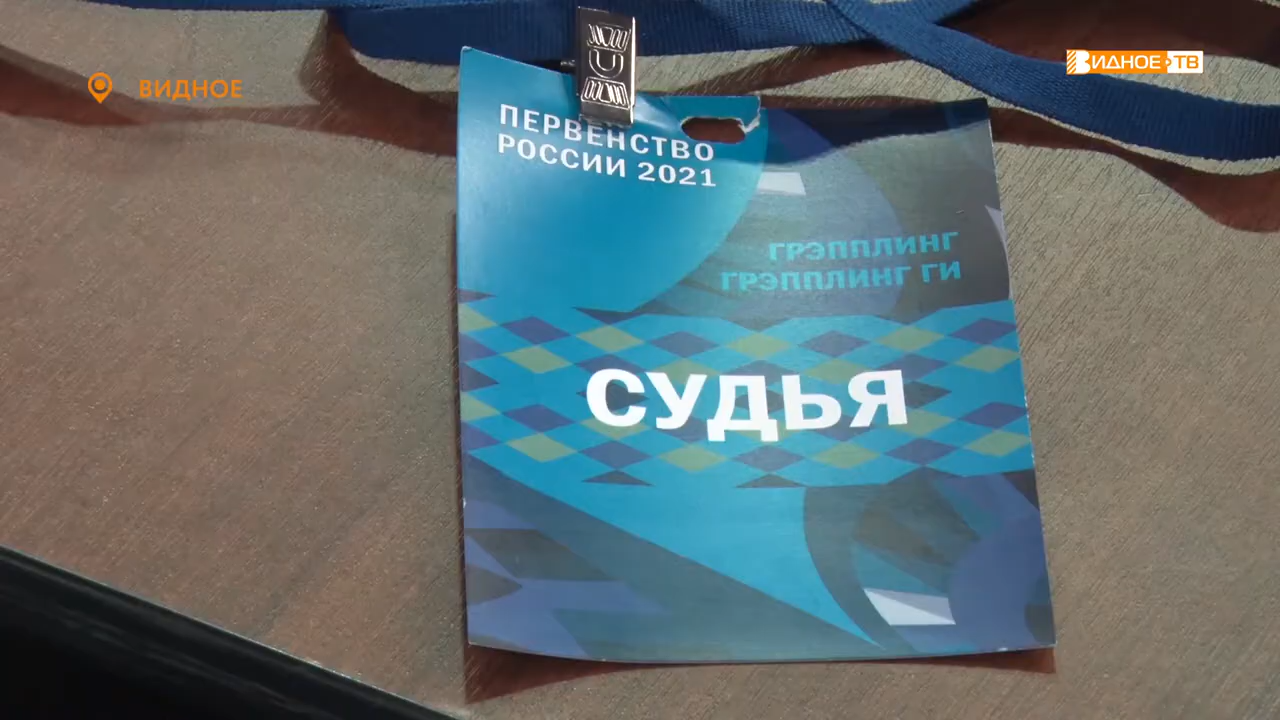 ВИДНОЕ
ВИДНОЕ ТВ
ПЕРВЕНСТВО
РОССИИ 2021
ГРЭППЛИНГ
ГРЭППЛИНГ ГИ
СУДЬЯ